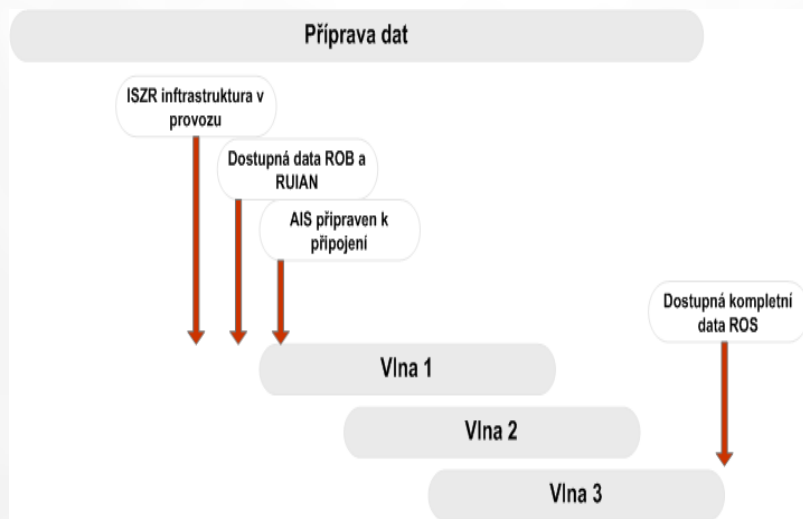 Příprava dat
ISZR inftrastruktura v
provozu
Dostupná data ROB a
RUIAN
AIS připraven k
připojení
Dostupná kompletní
data ROS
Vlna 1
Vlna 2
Vlna 3